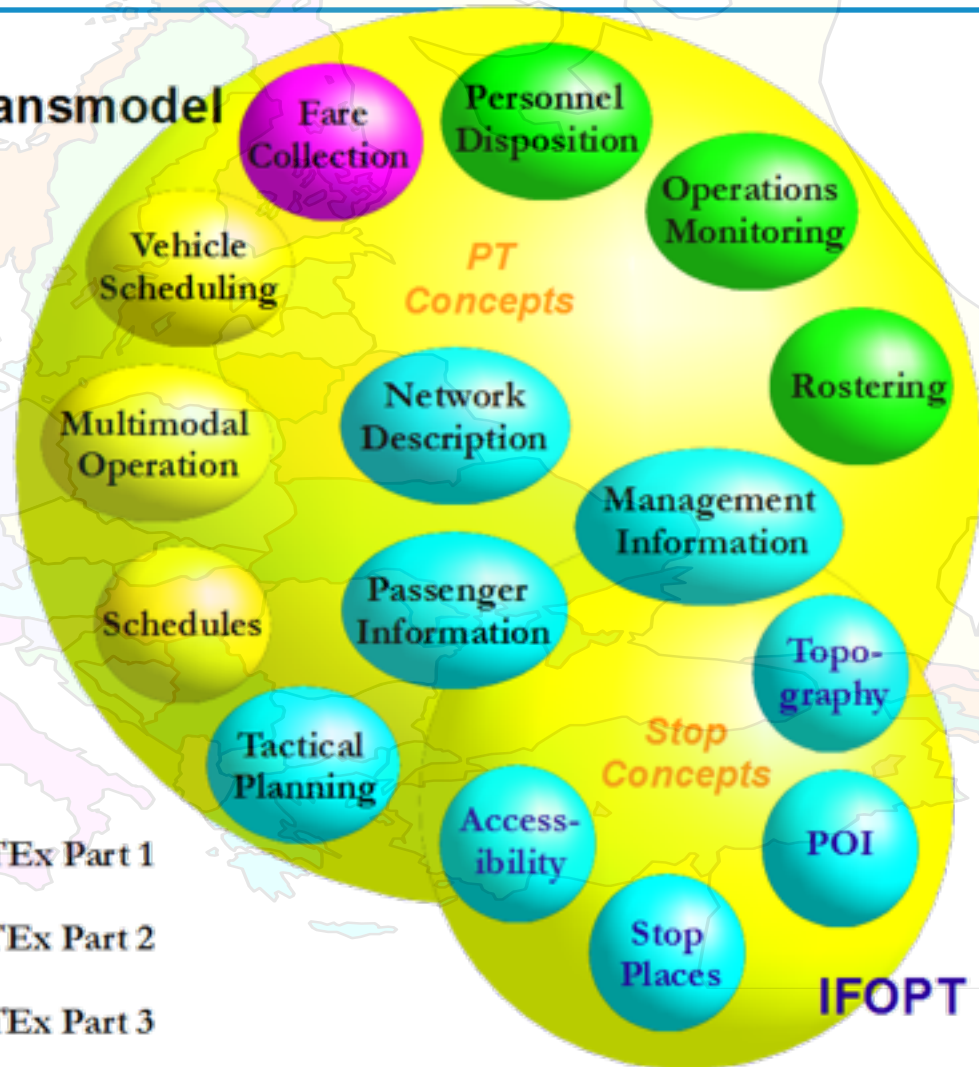 ansmodel
Fare
Collection
Personnel
Disposition
Operations
Monitoring
Vehicle
Scheduling
PT
Concepts
Rostering
Network
Description
Multimodal
Operation
Management
Information
Passenger
Information
Schedules
Topo-
graphy
Stop
Concepts
Tactical
Planning
Access-
ibility
POI
TEx Part 1
Stop
Places
TEx Part 2
IFOPT
TEx Part 3